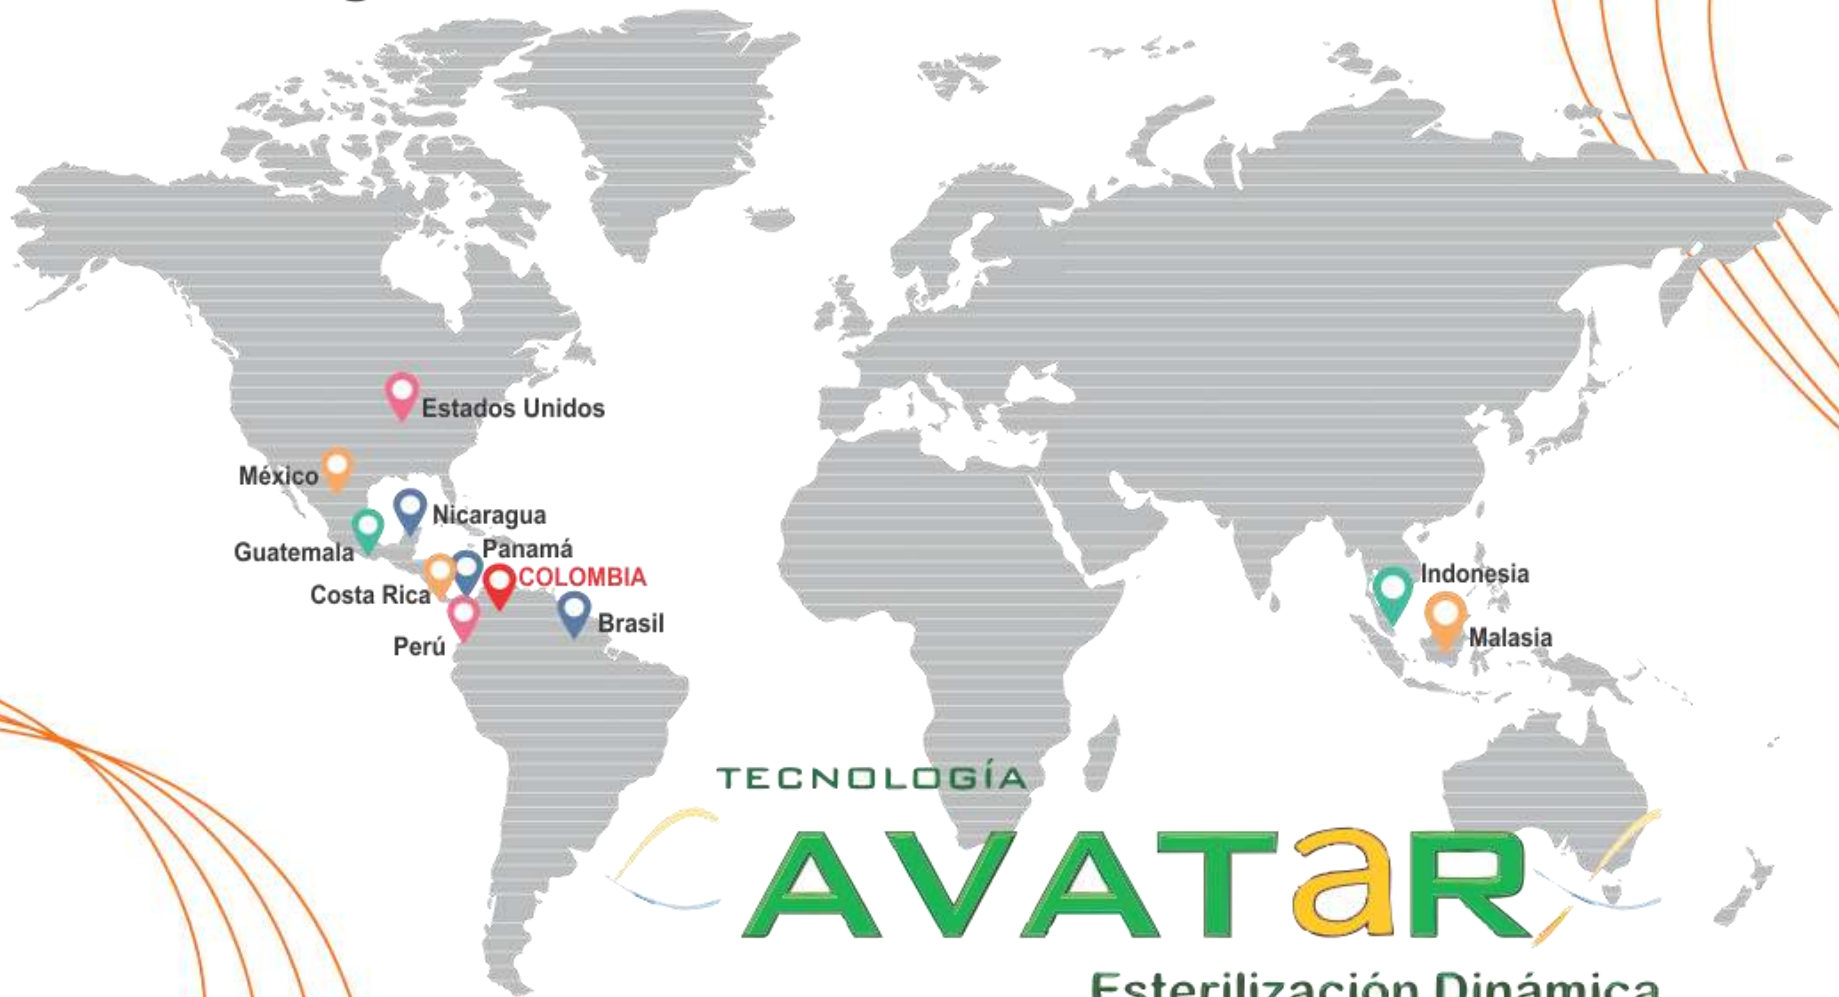 Estados Unidos
México
Nicaragua
Guatemala
Panamá
COLOMBIA
Costa Rica
Brasil
Perú
Indonesia
Malasia
TECNOLOGÍA
AVATaR
Esterilización Dinámica